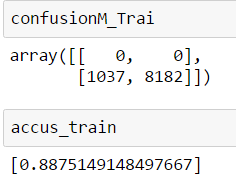 confusionM_Trai
array([[   0,    0],
       [1037, 8182]])
accus_train
[0.8875149148497667]